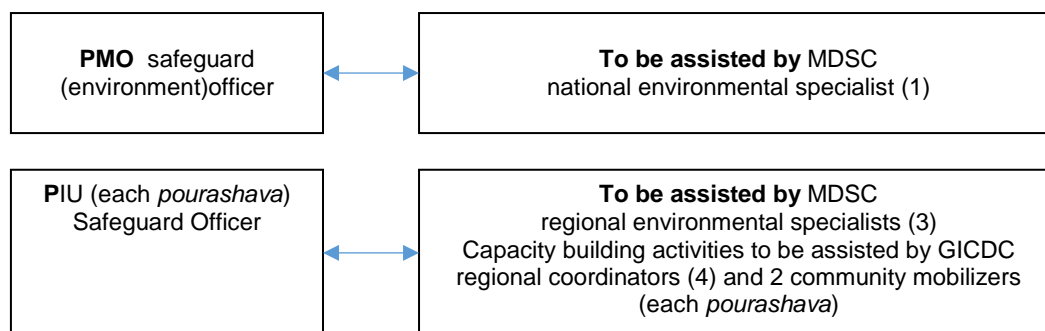 PMO safeguard
(environment)officer
To be assisted by MDSC
national environmental specialist (1)
PIU (each pourashava)
Safeguard Officer
To be assisted by MDSC
regional environmental specialists (3)
Capacity building activities to be assisted by GICDC
regional coordinators (4) and 2 community mobilizers
(each pourashava)